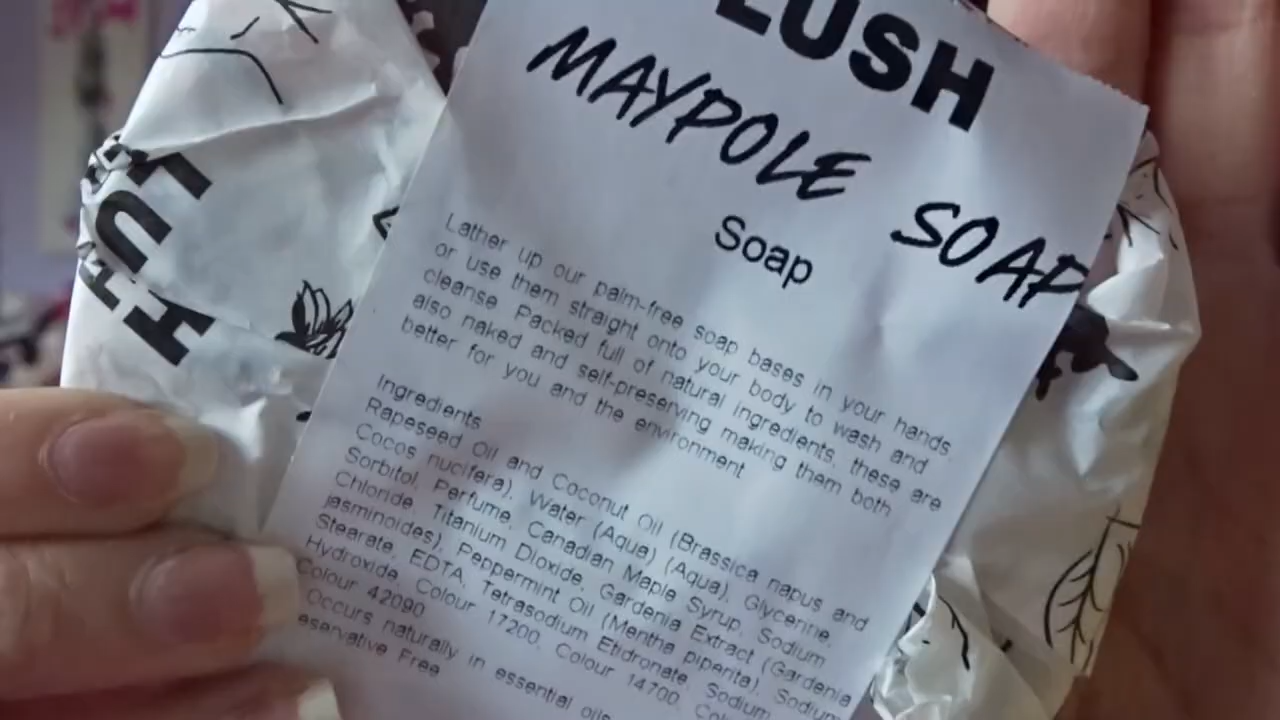 LUSH
LUSH
MAYPOLE SOAP
Soap
Lather up our palm-free soap bases in your hands
or use them straight onto your body to wash and
cleanse. Packed full of natural ingredients, these are
also naked and self-preserving making them both
better for you and the environment
Ingredients
Rapeseed Oil and Coconut Oil (Brassica napus and
Cocos nucifera), Water (Aqua) (Aqua), Glycerine,
Sorbitol, Perfume, Canadian Maple Syrup, Sodium
Chloride, Titanium Dioxide, Gardenia Extract (Gardenia
jasminoides), Peppermint Oil (Mentha piperita), Sodium
Stearate, EDTA, Tetrasodium Etidronate, Sodium
Hydroxide, Colour 17200, Colour 14700,
Colour 42090
Occurs naturally in essential oils
eservative Free